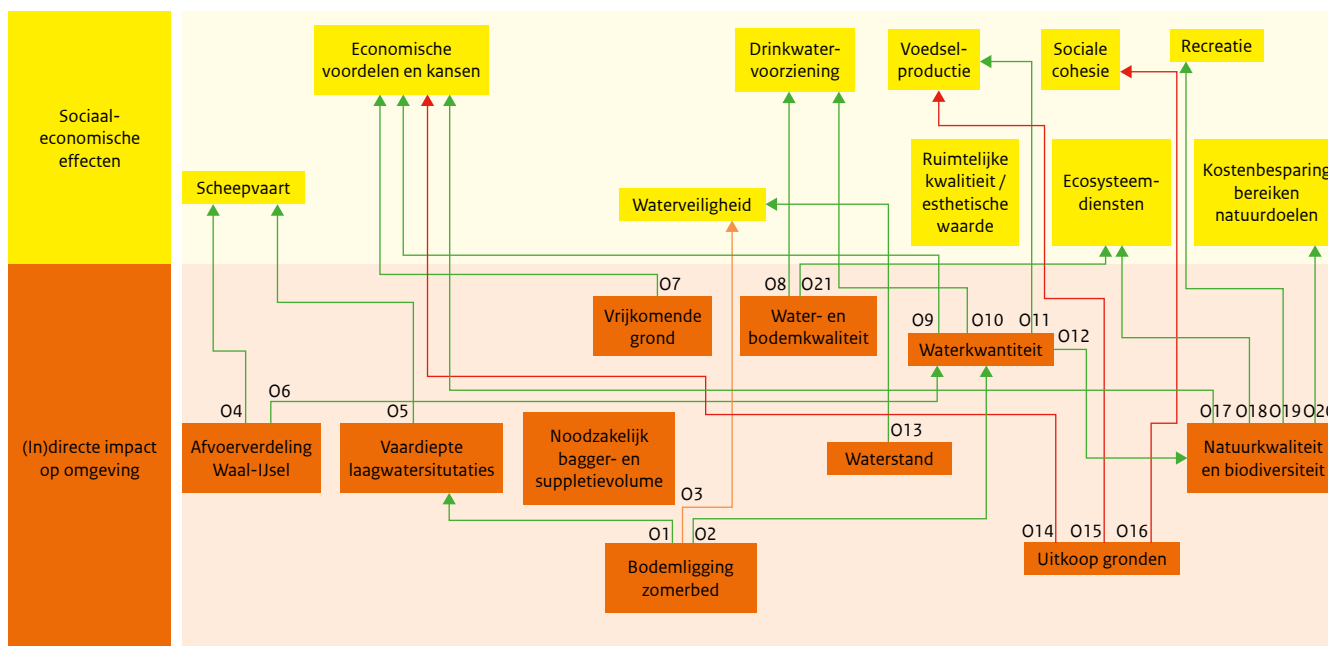 Economische
voordelen en kansen
Drinkwater-
voorziening
Voedsel-
productie
Sociale
cohesie
Recreatie
Sociaal-
economische
effecten
Scheepvaart
Waterveiligheid
Ruimtelijke
kwalitieit /
esthetische
waarde
Ecosysteem-
diensten
Kostenbesparing
bereiken
natuurdoelen
O7
O8
O21
Vrijkomende
grond
Water- en
bodemkwaliteit
O9
O10
O11
O12
Waterkwantiteit
O4
O6
O5
O17
O18
O19
O20
(In)directe impact
op omgeving
Afvoerverdeling
Waal-IJsel
Vaardiepte
laagwatersitutaties
Noodzakelijk
bagger- en
suppletievolume
O13
Waterstand
Natuurkwaliteit
en biodiversiteit
O3
O1
O2
Bodemligging
zomerbed
O14
O15
O16
Uitkoop gronden